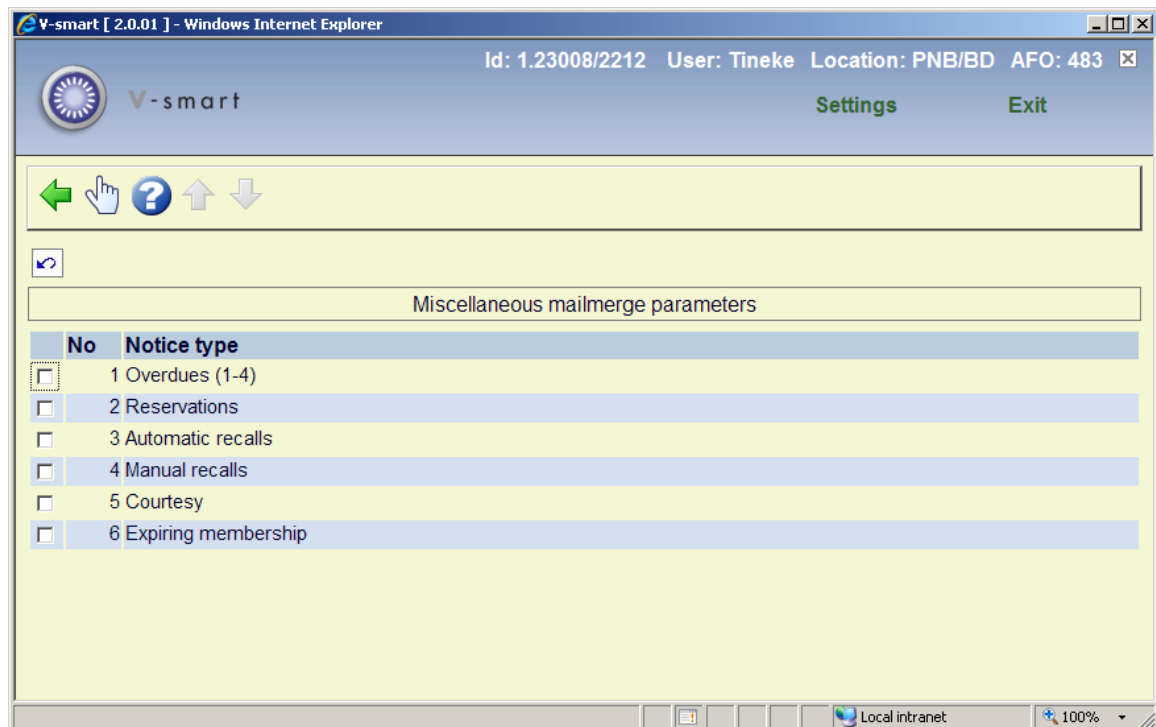 V-smart [ 2.0.01 ] - Windows Internet Explorer
Id: 1.23008/2212 User: Tineke Location: PNB/BD AFO: 483
V-smart
Settings Exit
?
Miscellaneous mailmerge parameters
No Notice type
1 Overdues (1-4)
2 Reservations
3 Automatic recalls
4 Manual recalls
5 Courtesy
6 Expiring membership
Local intranet 100%